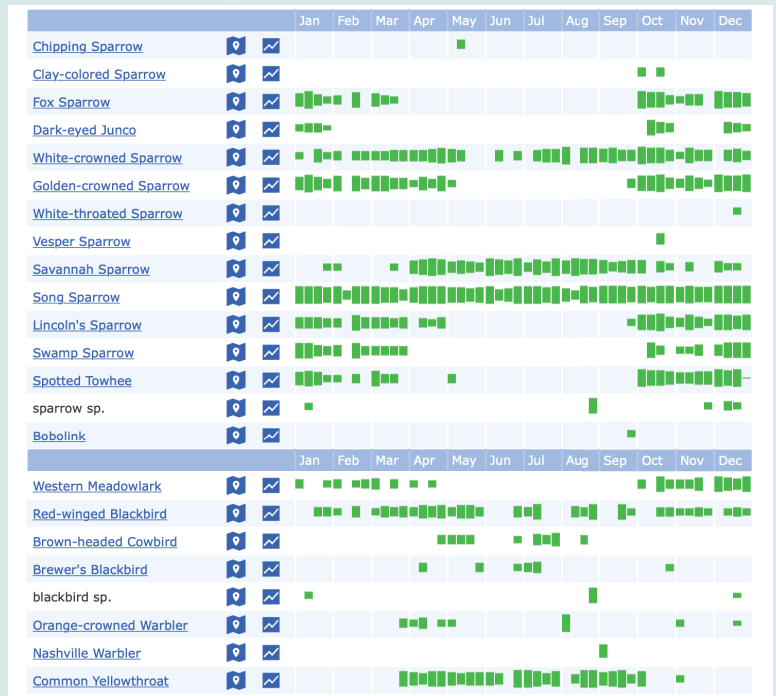 Jan Feb Mar Apr May Jun Jul Aug Sep Oct Nov Dec
Chipping Sparrow
Clay-colored Sparrow
Fox Sparrow
Dark-eyed Junco
White-crowned Sparrow
Golden-crowned Sparrow
White-throated Sparrow
Vesper Sparrow
Savannah Sparrow
Song Sparrow
Lincoln's Sparrow
Swamp Sparrow
Spotted Towhee
sparrow sp.
Bobolink
Jan Feb Mar Apr May Jun Jul Aug Sep Oct Nov Dec
Western Meadowlark
Red-winged Blackbird
Brown-headed Cowbird
Brewer's Blackbird
blackbird sp.
Orange-crowned Warbler
Nashville Warbler
Common Yellowthroat